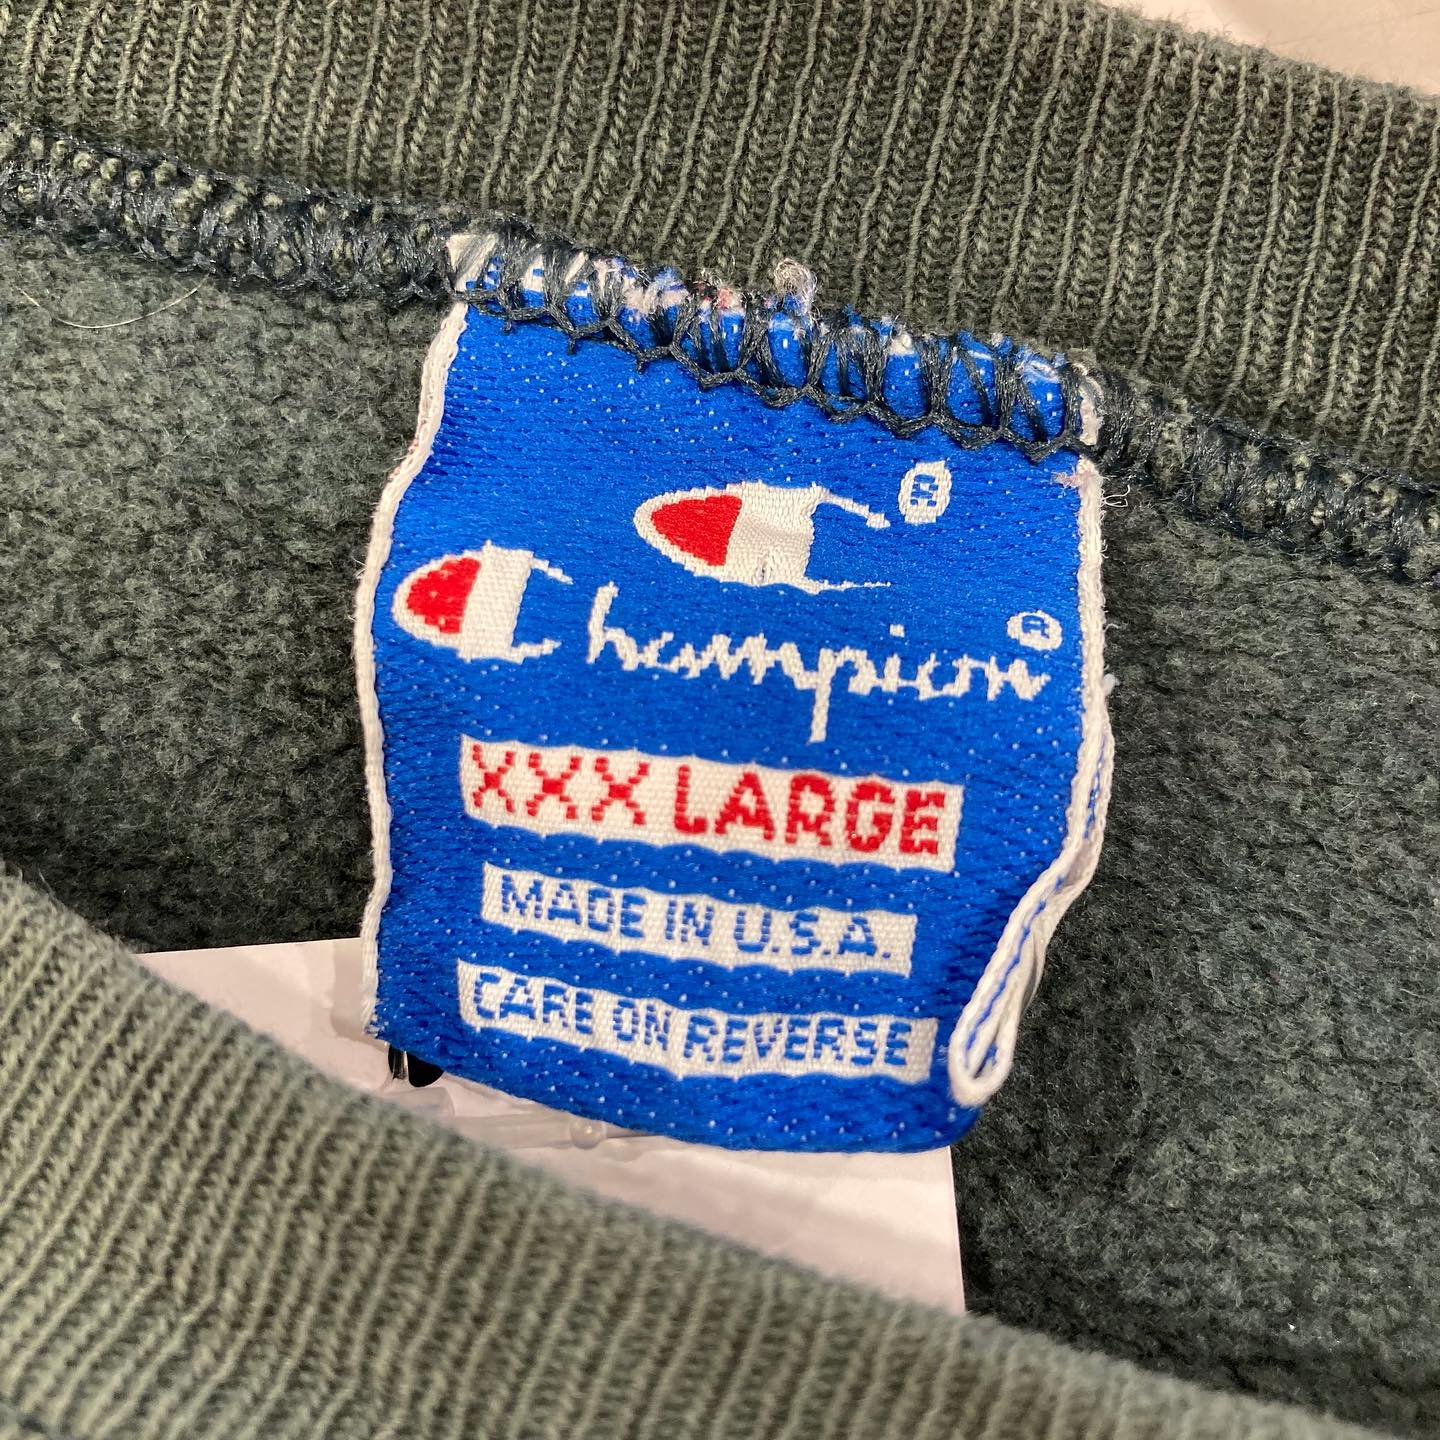 ®
Champion®
XXX LARGE
MADE IN U.S.A.
CARE ON REVERSE